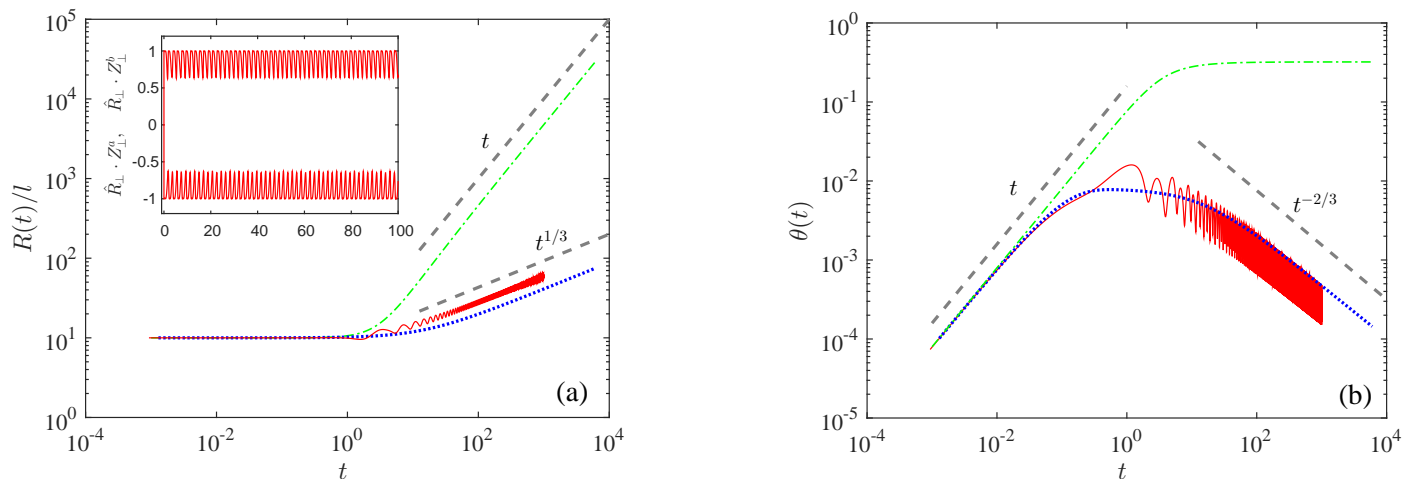 10^5
10^4
10^3
10^2
10^1
10^0
R(t)/l
10^{-4}
10^{-2}
10^0
10^2
10^4
t
1
0.5
0
-0.5
-1
R̂_⊥ · Z_⊥^a, R̂_⊥ · Z_⊥^b
0 20 40 60 80 100
t
t^{1/3}
(a)
10^0
10^{-1}
10^{-2}
10^{-3}
10^{-4}
10^{-5}
θ(t)
10^{-4}
10^{-2}
10^0
10^2
10^4
t
t
t^{-2/3}
(b)